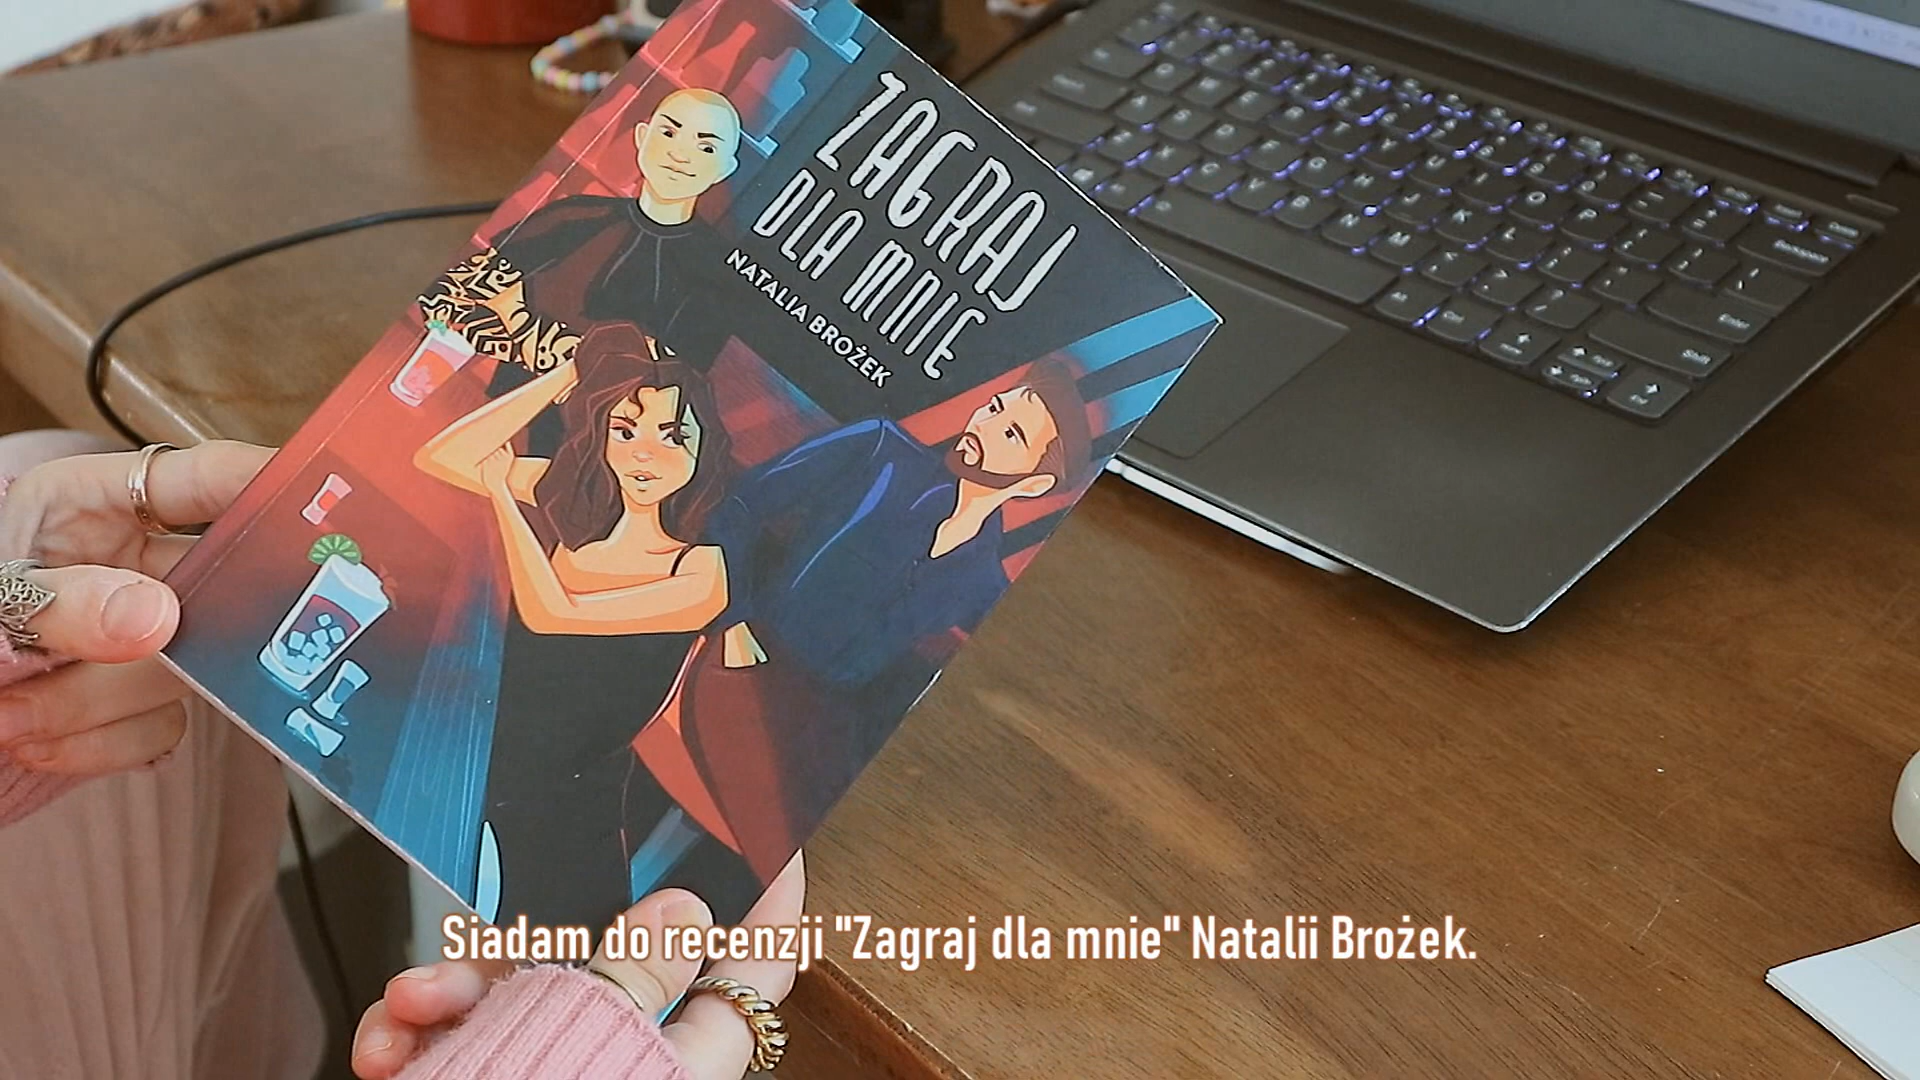 ZAGRAJ
DLA MNIE
NATALIA BROŻEK
Siadam do recenzji "Zagraj dla mnie" Natalii Brożek.